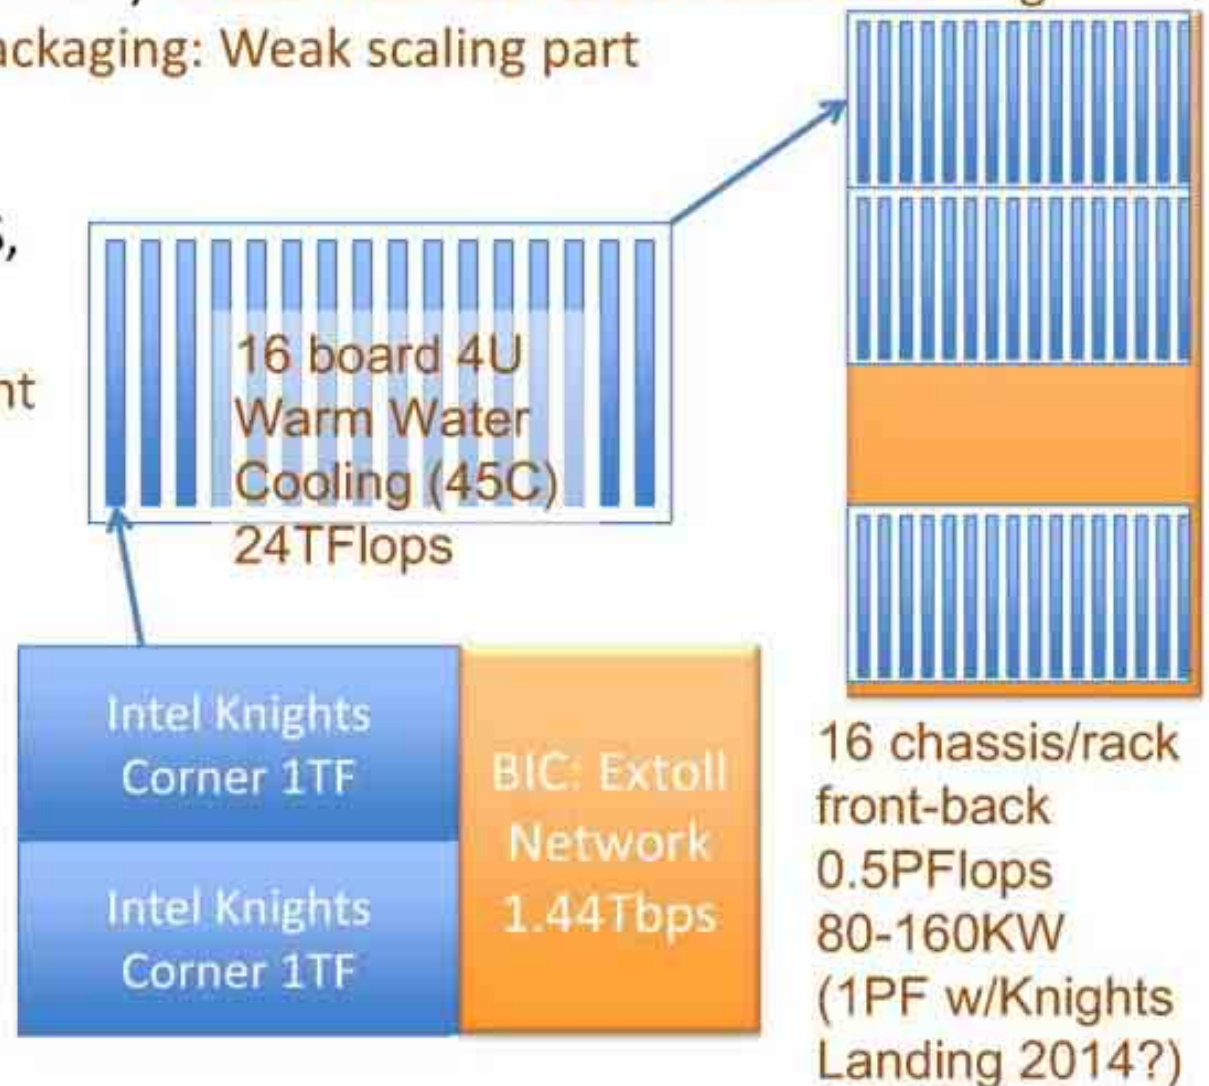 ackaging: Weak scaling part
16 board 4U
Warm Water
Cooling (45C)
24TFlops
Intel Knights
Corner 1TF
Intel Knights
Corner 1TF
BIC: Extoll
Network
1.44Tbps
16 chassis/rack
front-back
0.5PFlops
80-160KW
(1PF w/Knights
Landing 2014?)